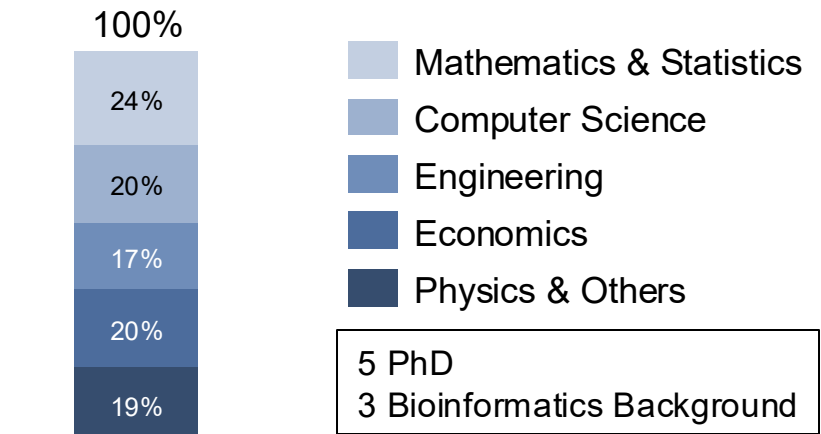 100%
24%
20%
17%
20%
19%
Mathematics & Statistics
Computer Science
Engineering
Economics
Physics & Others
5 PhD
3 Bioinformatics Background